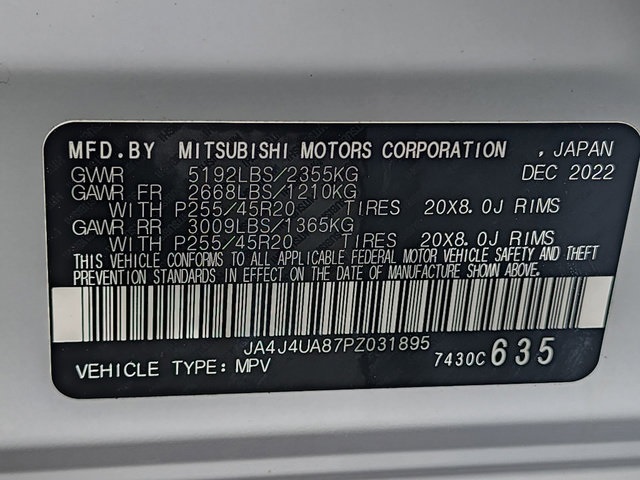 MFD.BY MITSUBISHI MOTORS CORPORATION , JAPAN
GVWR 5192LBS/2355KG DEC 2022
GAWR FR 2668LBS/1210KG
WITH P255/45R20 TIRES 20X8.0J RIMS
GAWR RR 3009LBS/1365KG
WITH P255/45R20 TIRES 20X8.0J RIMS
THIS VEHICLE CONFORMS TO ALL APPLICABLE FEDERAL MOTOR VEHICLE SAFETY AND THEFT
PREVENTION STANDARDS IN EFFECT ON THE DATE OF MANUFACTURE SHOWN ABOVE.
JA4J4UA87PZ031895
VEHICLE TYPE: MPV 7430C 635